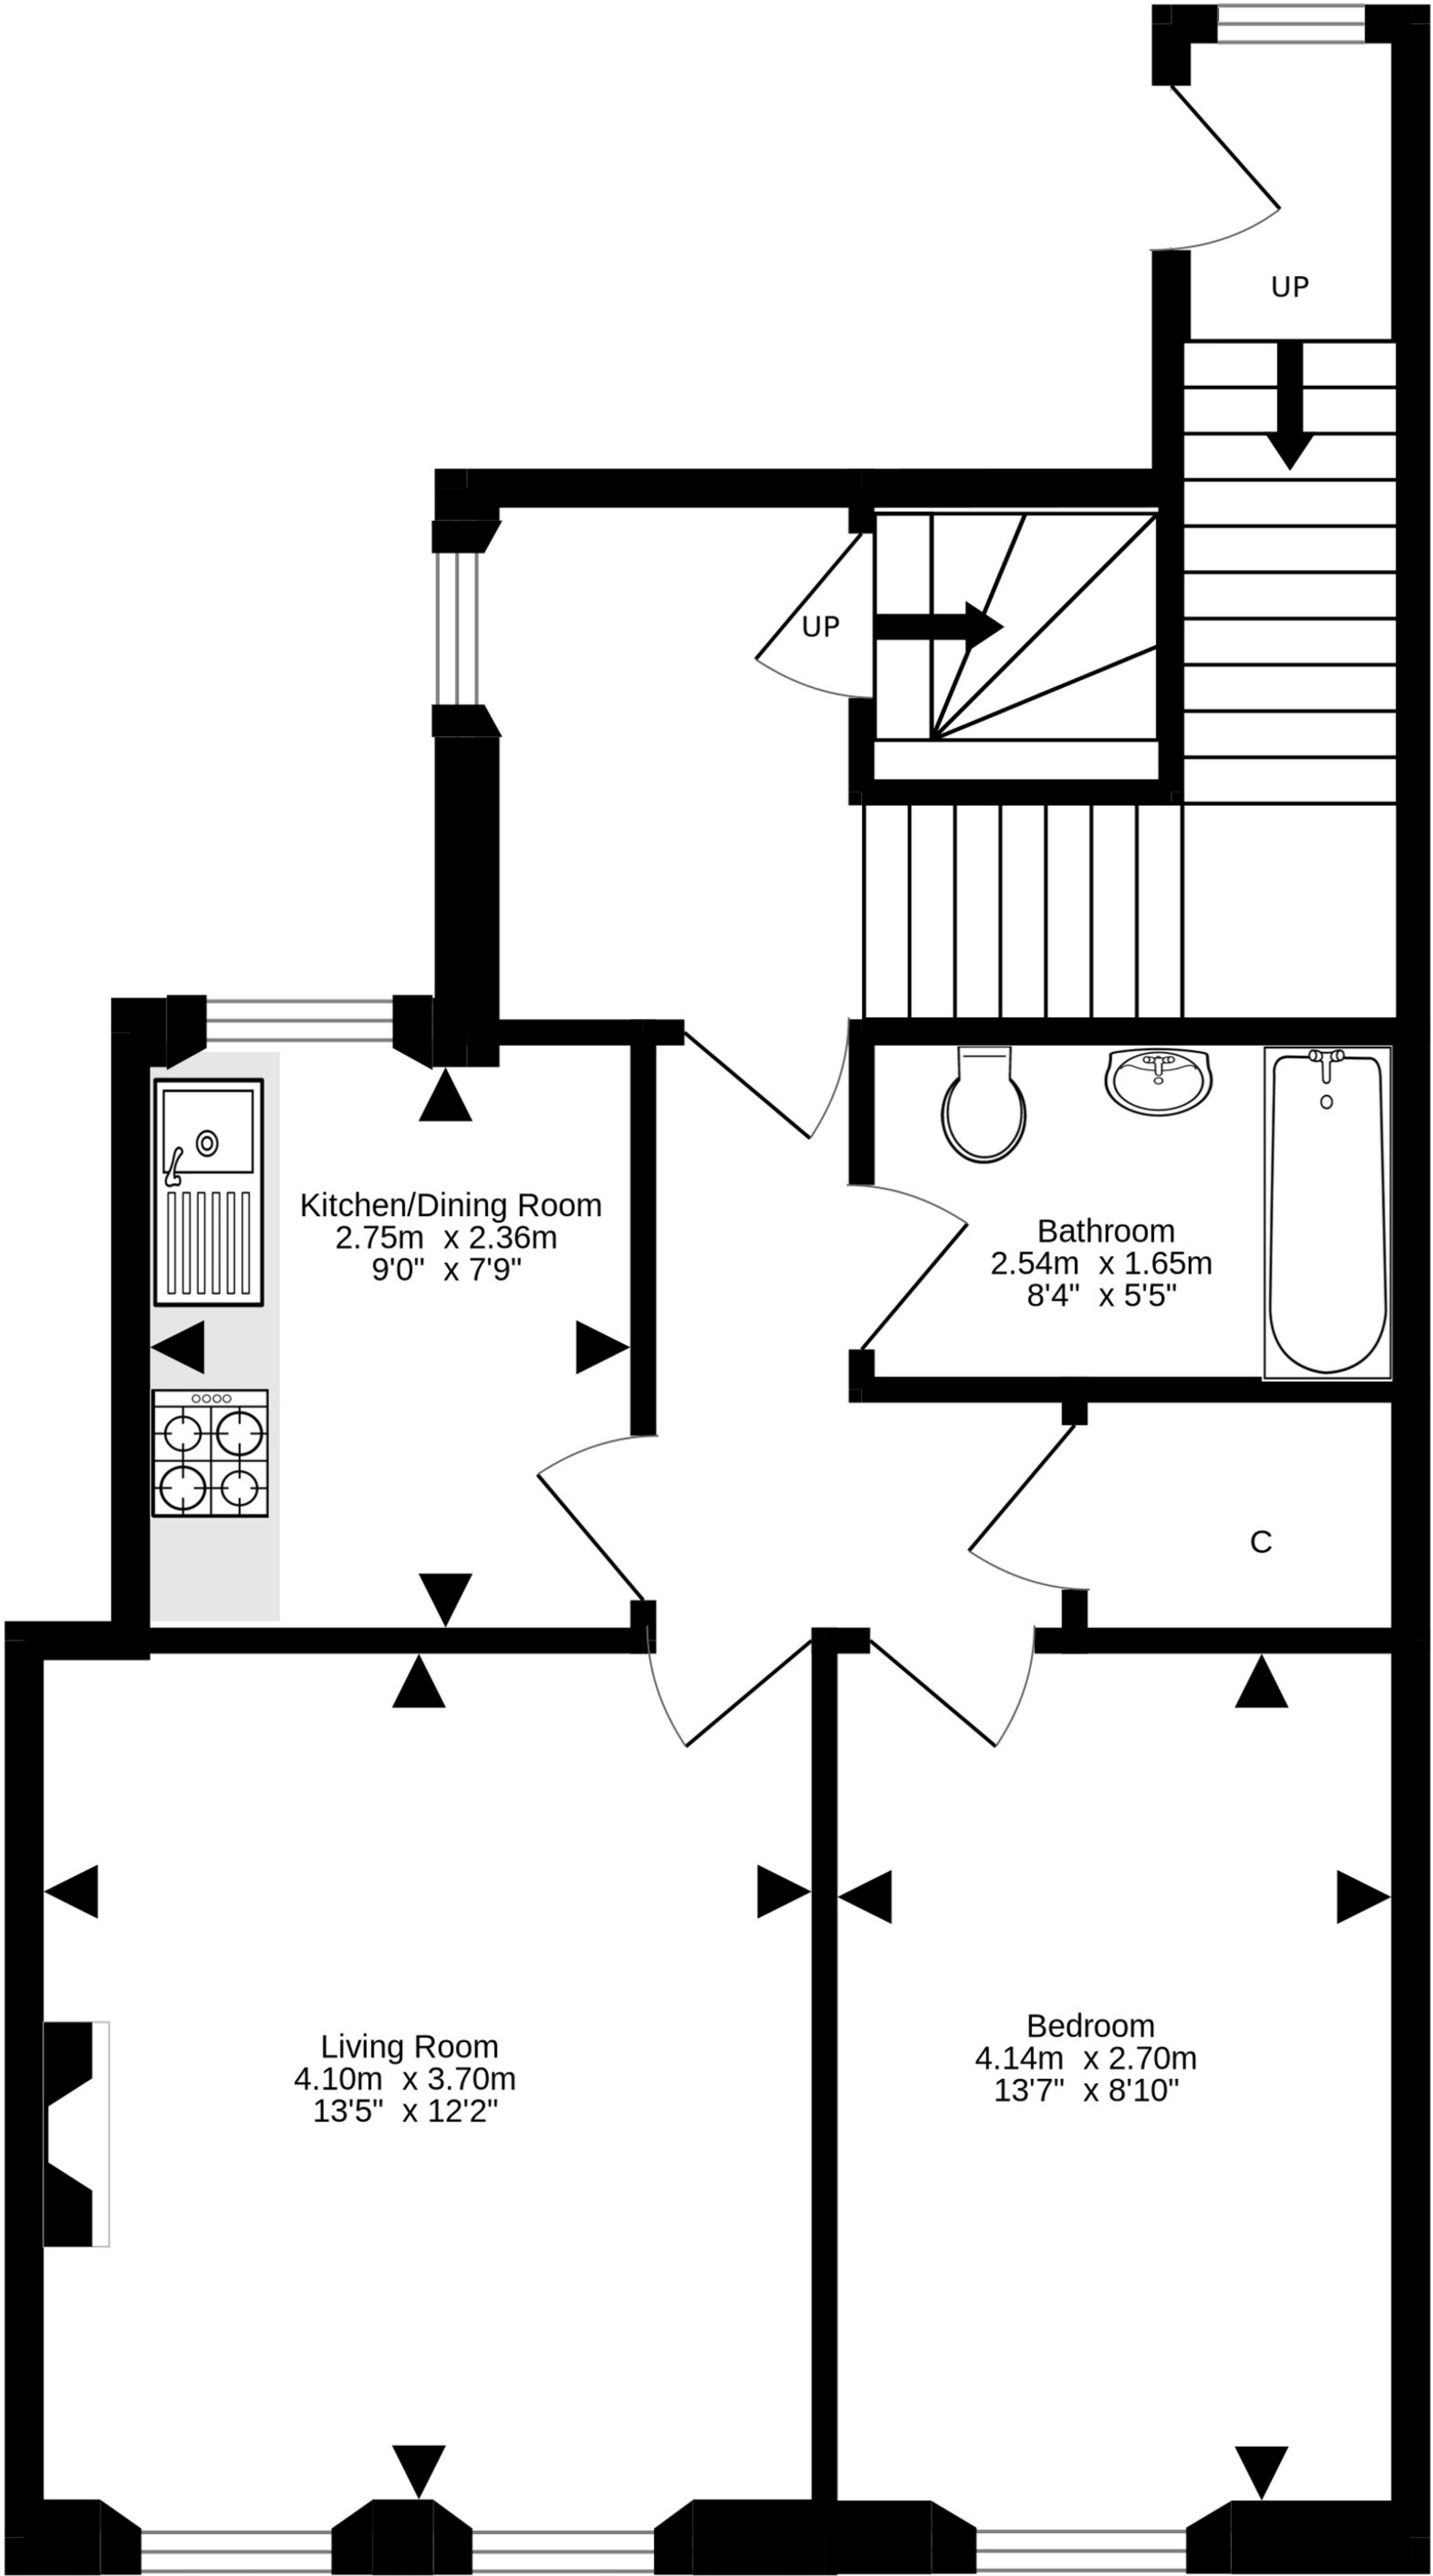 UP
UP
Kitchen/Dining Room
2.75m x 2.36m
9'0" x 7'9"
Bathroom
2.54m x 1.65m
8'4" x 5'5"
C
Living Room
4.10m x 3.70m
13'5" x 12'2"
Bedroom
4.14m x 2.70m
13'7" x 8'10"